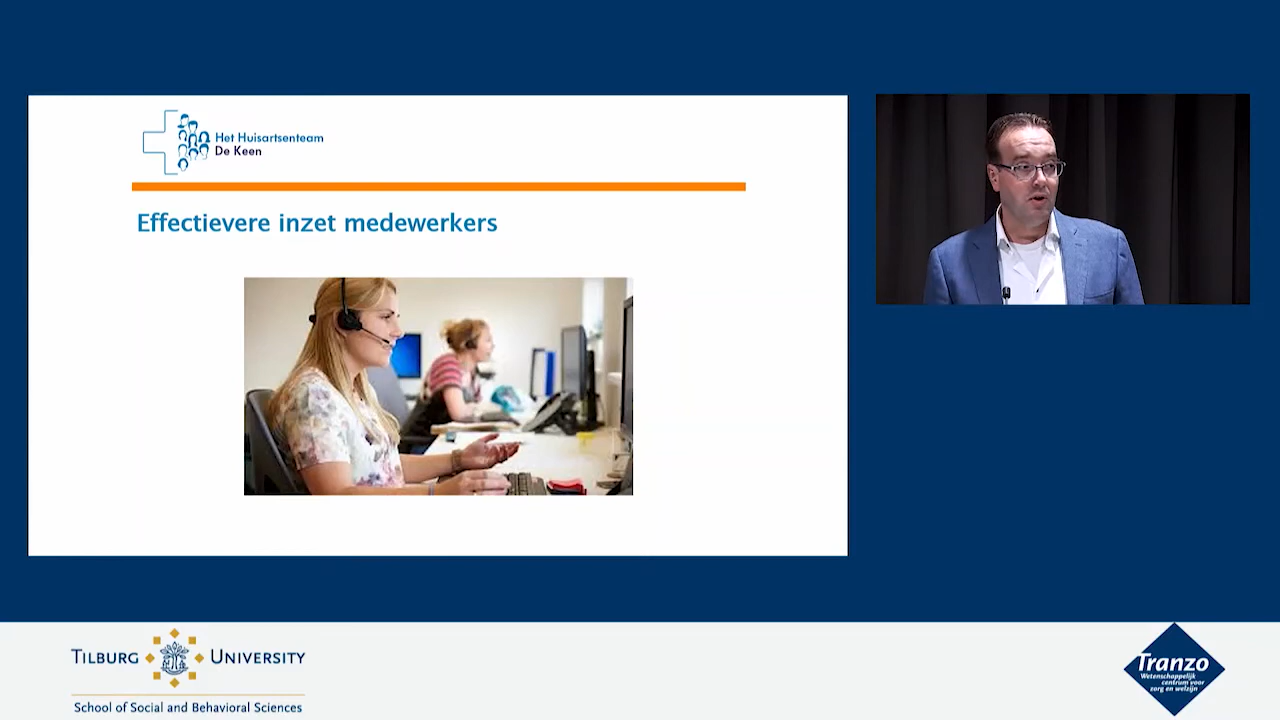 Het Huisartsenteam
De Keen
Effectievere inzet medewerkers
TILBURG UNIVERSITY
School of Social and Behavioral Sciences
Tranzo
Wetenschappelijk
centrum voor
zorg en welzijn